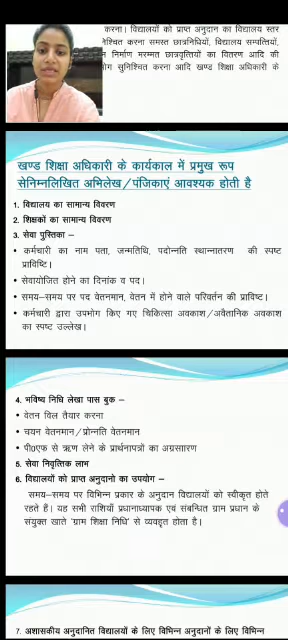 करना। विद्यालयों को प्राप्त अनुदान का विद्यालय स्तर
श्चित करना समस्त छात्रनिधियों, विद्यालय सम्पत्तियों,
निर्माण मरम्मत छात्रवृत्तियों का वितरण आदि की
सुनिश्चित करना आदि खण्ड शिक्षा अधिकारी के
खण्ड शिक्षा अधिकारी के कार्यकाल में प्रमुख रूप
सेनिम्नलिखित अभिलेख/पंजिकाएं आवश्यक होती है
1. विद्यालय का सामान्य विवरण
2. शिक्षकों का सामान्य विवरण
3. सेवा पुस्तिका –
• कर्मचारी का नाम पता, जन्मतिथि, पदोन्नति स्थान्नातरण की स्पष्ट
प्राविष्टि।
• सेवायोजित होने का दिनांक व पद।
• समय–समय पर पद वेतनमान, वेतन में होने वाले परिवर्तन की प्राविष्ट।
• कर्मचारी द्वारा उपभोग किए गए चिकित्सा अवकाश/अवैतानिक अवकाश
का स्पष्ट उल्लेख।
4. भविष्य निधि लेखा पास बुक –
• वेतन विल तैयार करना
• चयन वेतनमान/प्रोन्नति वेतनमान
• पी0एफ से ऋण लेने के प्रार्थनापत्रों का अग्रसाारण
5. सेवा निवृत्तिक लाभ
6. विद्यालयों को प्राप्त अनुदानो का उपयोग –
समय–समय पर विभिन्न प्रकार के अनुदान विद्यालयों को स्वीकृत होते
रहते हैं। यह सभी राशियाँ प्रधानाध्यापक एवं संबन्धित ग्राम प्रधान के
संयुक्त खाते 'ग्राम शिक्षा निधि' से व्यवहृत होता है।
7. अशासकीय अनुदानित विद्यालयों के लिए विभिन्न अनुदानों के लिए विभिन्न